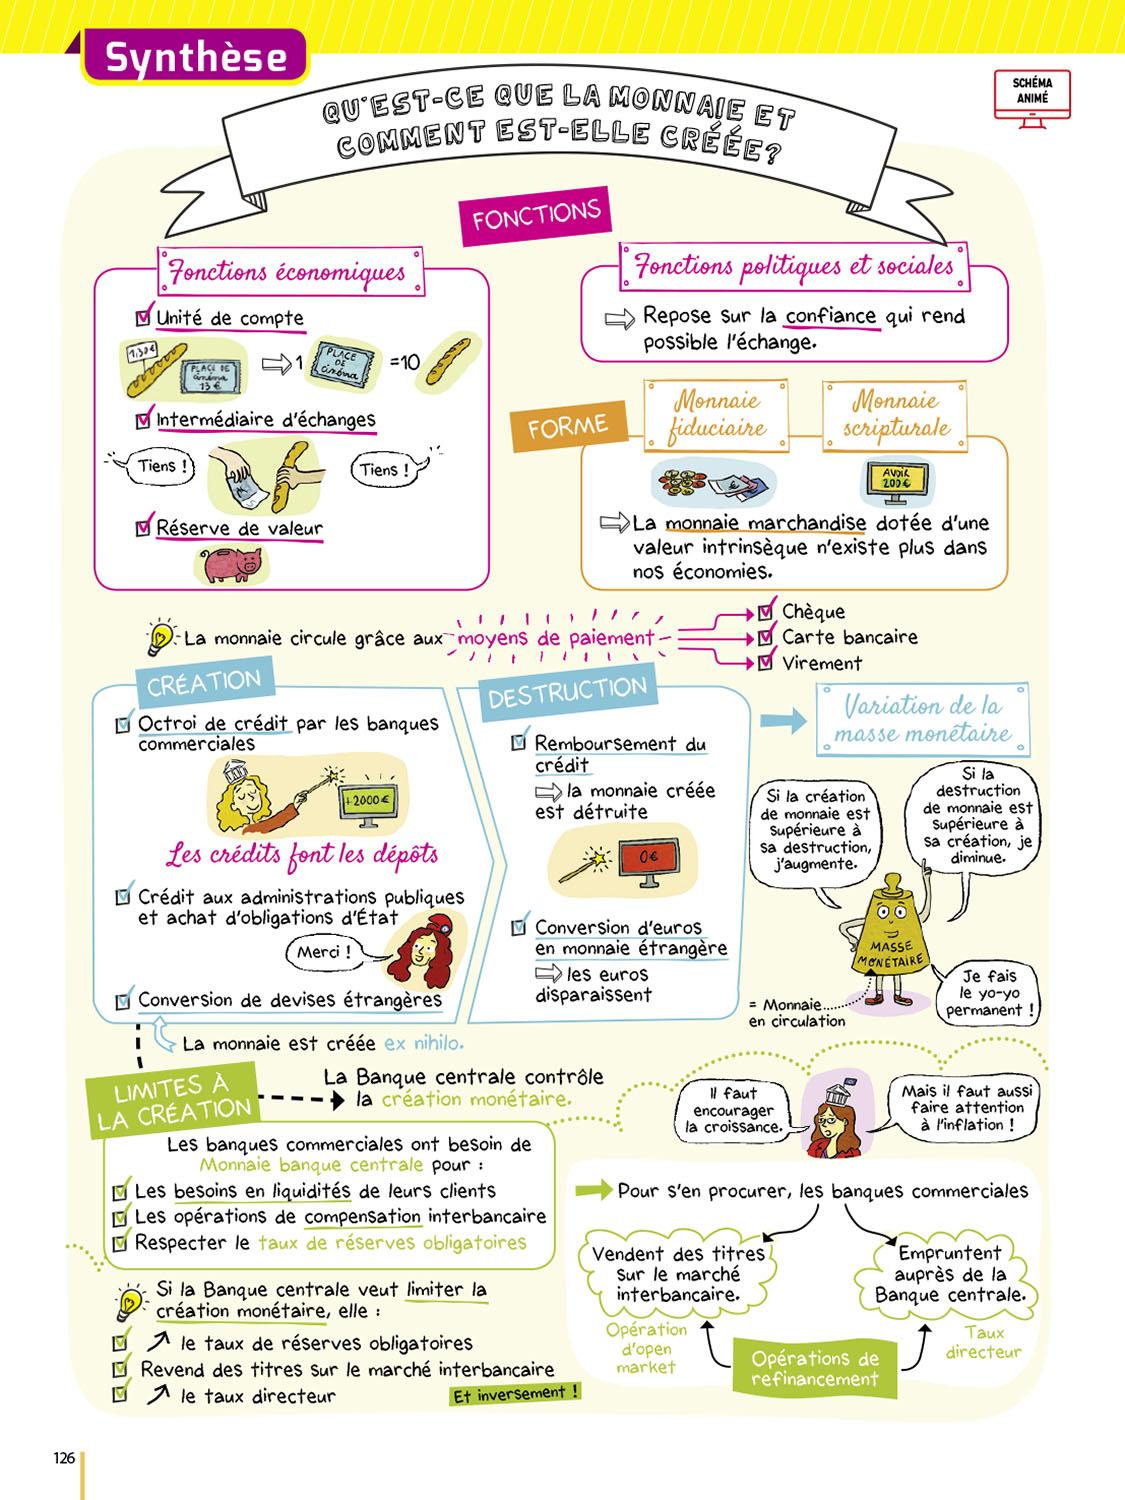 Synthèse
SCHÉMA
ANIMÉ
QU'EST-CE QUE LA MONNAIE ET
COMMENT EST-ELLE CRÉÉE?
FONCTIONS
Fonctions économiques
Unité de compte
1,30€
PLACE DE
cinéma
13 €
1
PLACE
DE
cinéma
=10
Intermédiaire d'échanges
Tiens !
Tiens !
Réserve de valeur
Fonctions politiques et sociales
Repose sur la confiance qui rend
possible l'échange.
FORME
Monnaie
fiduciaire
Monnaie
scripturale
AVOIR
200 €
La monnaie marchandise dotée d'une
valeur intrinsèque n'existe plus dans
nos économies.
La monnaie circule grâce aux moyens de paiement
Chèque
Carte bancaire
Virement
CRÉATION
Octroi de crédit par les banques
commerciales
+2000€
Les crédits font les dépôts
Crédit aux administrations publiques
et achat d'obligations d'État
Merci !
Conversion de devises étrangères
La monnaie est créée ex nihilo.
DESTRUCTION
Remboursement du
crédit
la monnaie créée
est détruite
0€
Conversion d'euros
en monnaie étrangère
les euros
disparaissent
Variation de la
masse monétaire
Si la création
de monnaie est
supérieure à
sa destruction,
j'augmente.
Si la
destruction
de monnaie est
supérieure à
sa création, je
diminue.
MASSE
MONÉTAIRE
= Monnaie
en circulation
Je fais
le yo-yo
permanent !
LIMITES À
LA CRÉATION
La Banque centrale contrôle
la création monétaire.
Il faut
encourager
la croissance.
Mais il faut aussi
faire attention
à l'inflation !
Les banques commerciales ont besoin de
Monnaie banque centrale pour :
Les besoins en liquidités de leurs clients
Les opérations de compensation interbancaire
Respecter le taux de réserves obligatoires
Pour s'en procurer, les banques commerciales
Vendent des titres
sur le marché
interbancaire.
Empruntent
auprès de la
Banque centrale.
Opération
d'open
market
Taux
directeur
Opérations de
refinancement
Si la Banque centrale veut limiter la
création monétaire, elle :
↗ le taux de réserves obligatoires
Revend des titres sur le marché interbancaire
↗ le taux directeur
Et inversement !
126